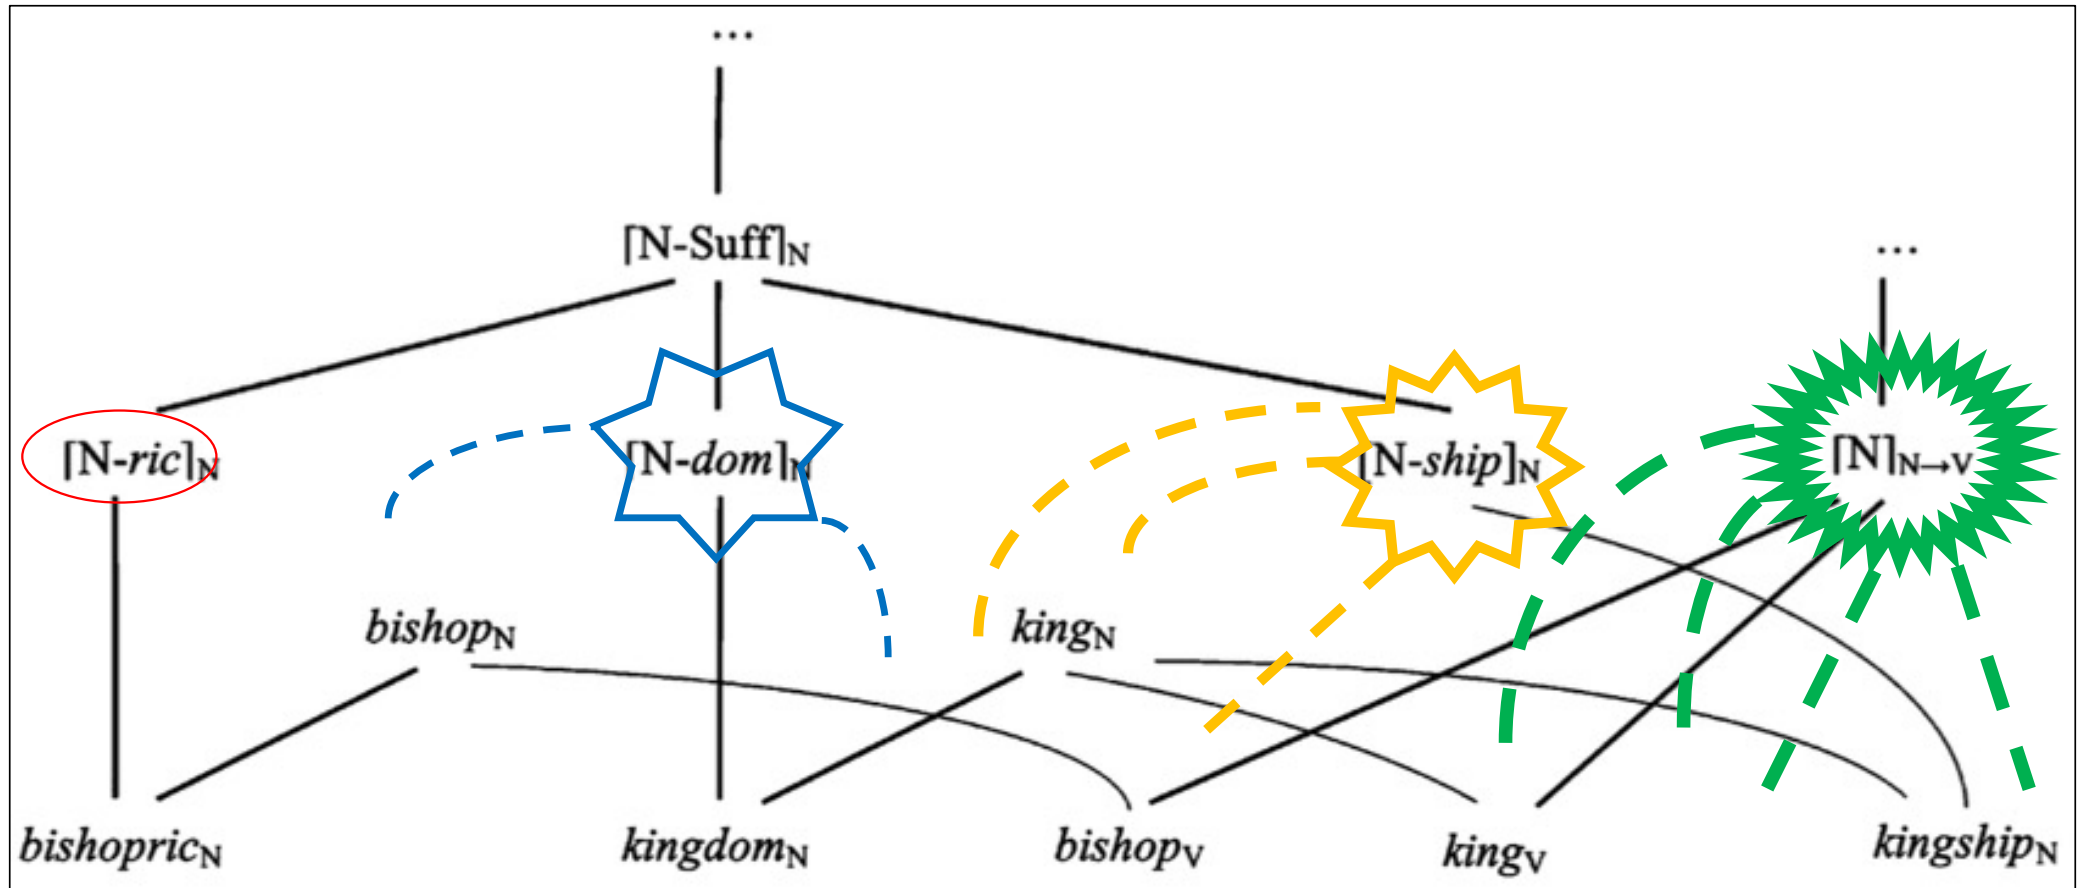 ...
⌈N-Suff⌉N
...
⌈N-ric⌉N ⌈N-dom⌉N ⌈N-ship⌉N ⌈N⌉N→V
bishopN kingN
bishopricN kingdomN bishopV kingV kingshipN